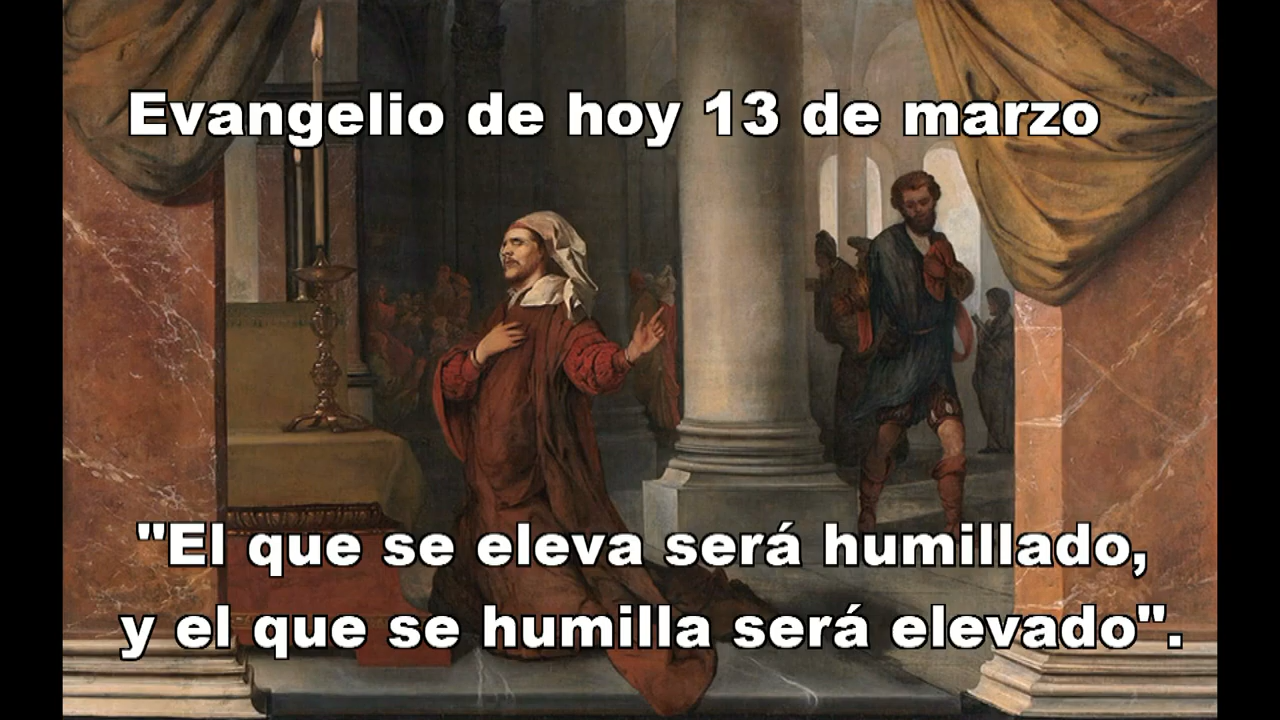 Evangelio de hoy 13 de marzo
"El que se eleva será humillado,
y el que se humilla será elevado".